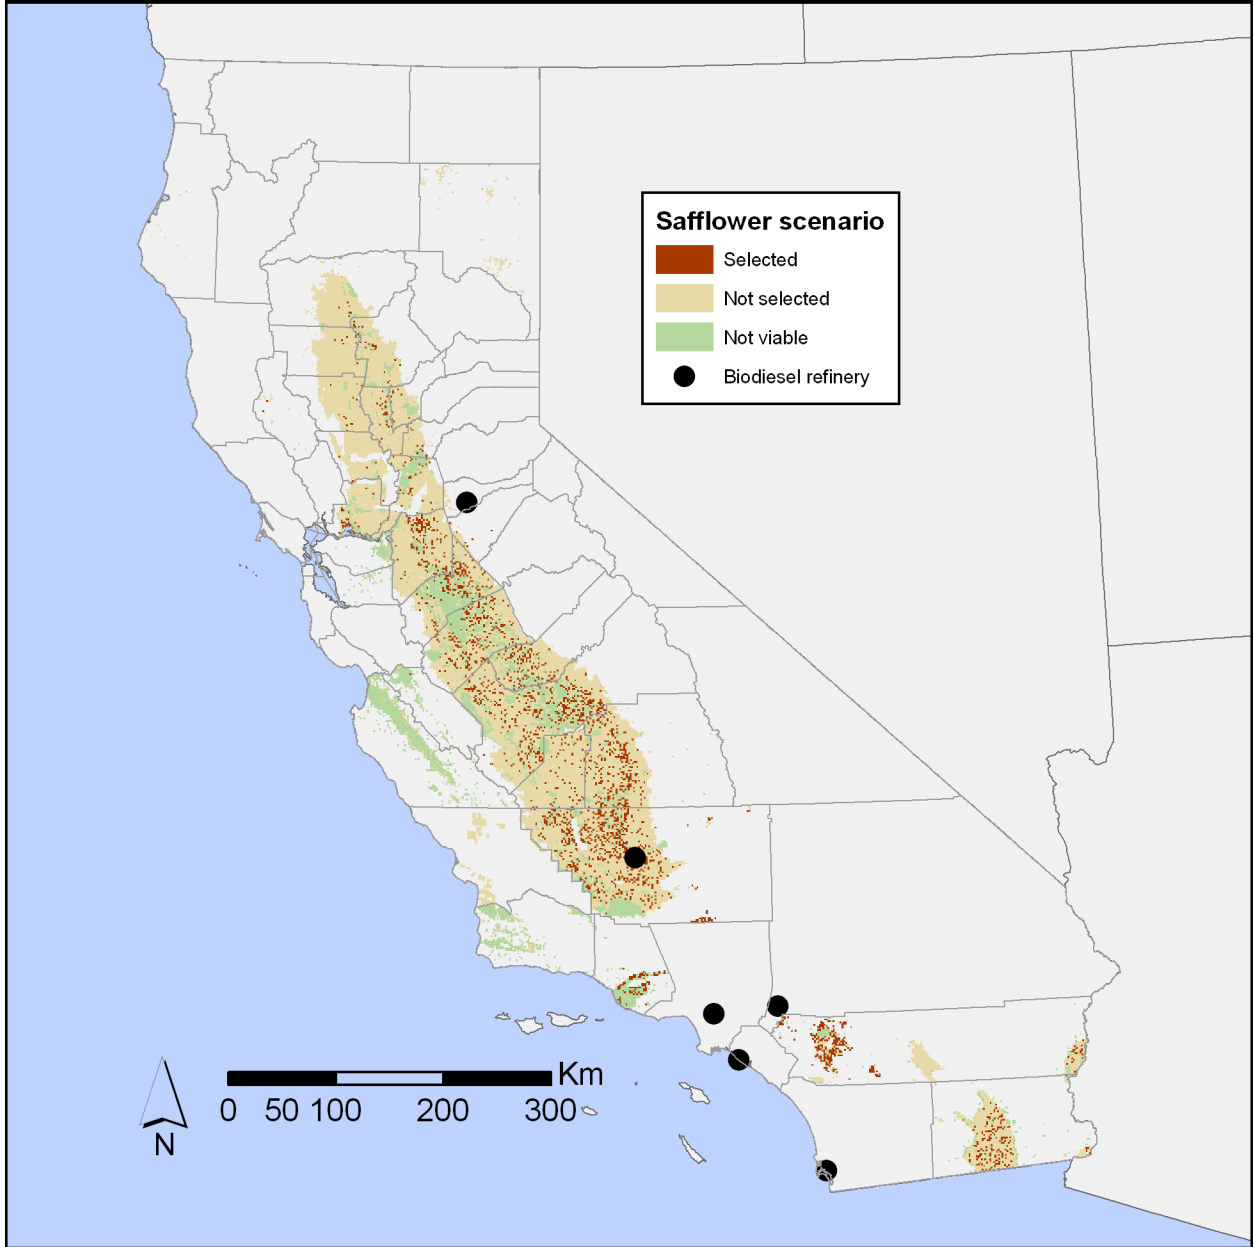 Safflower scenario
Selected
Not selected
Not viable
Biodiesel refinery
Km
0 50 100 200 300
N